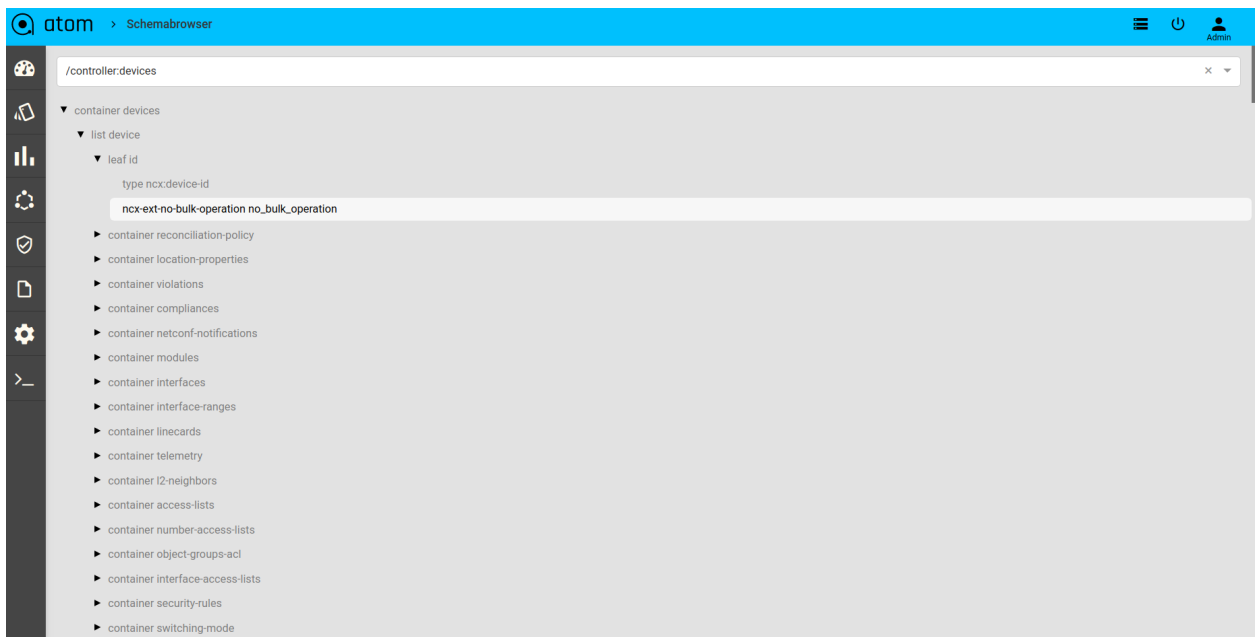 atom > Schemabrowser
Admin
/controller:devices
container devices
list device
leaf id
type ncx:device-id
ncx-ext-no-bulk-operation no_bulk_operation
container reconciliation-policy
container location-properties
container violations
container compliances
container netconf-notifications
container modules
container interfaces
container interface-ranges
container linecards
container telemetry
container l2-neighbors
container access-lists
container number-access-lists
container object-groups-acl
container interface-access-lists
container security-rules
container switching-mode